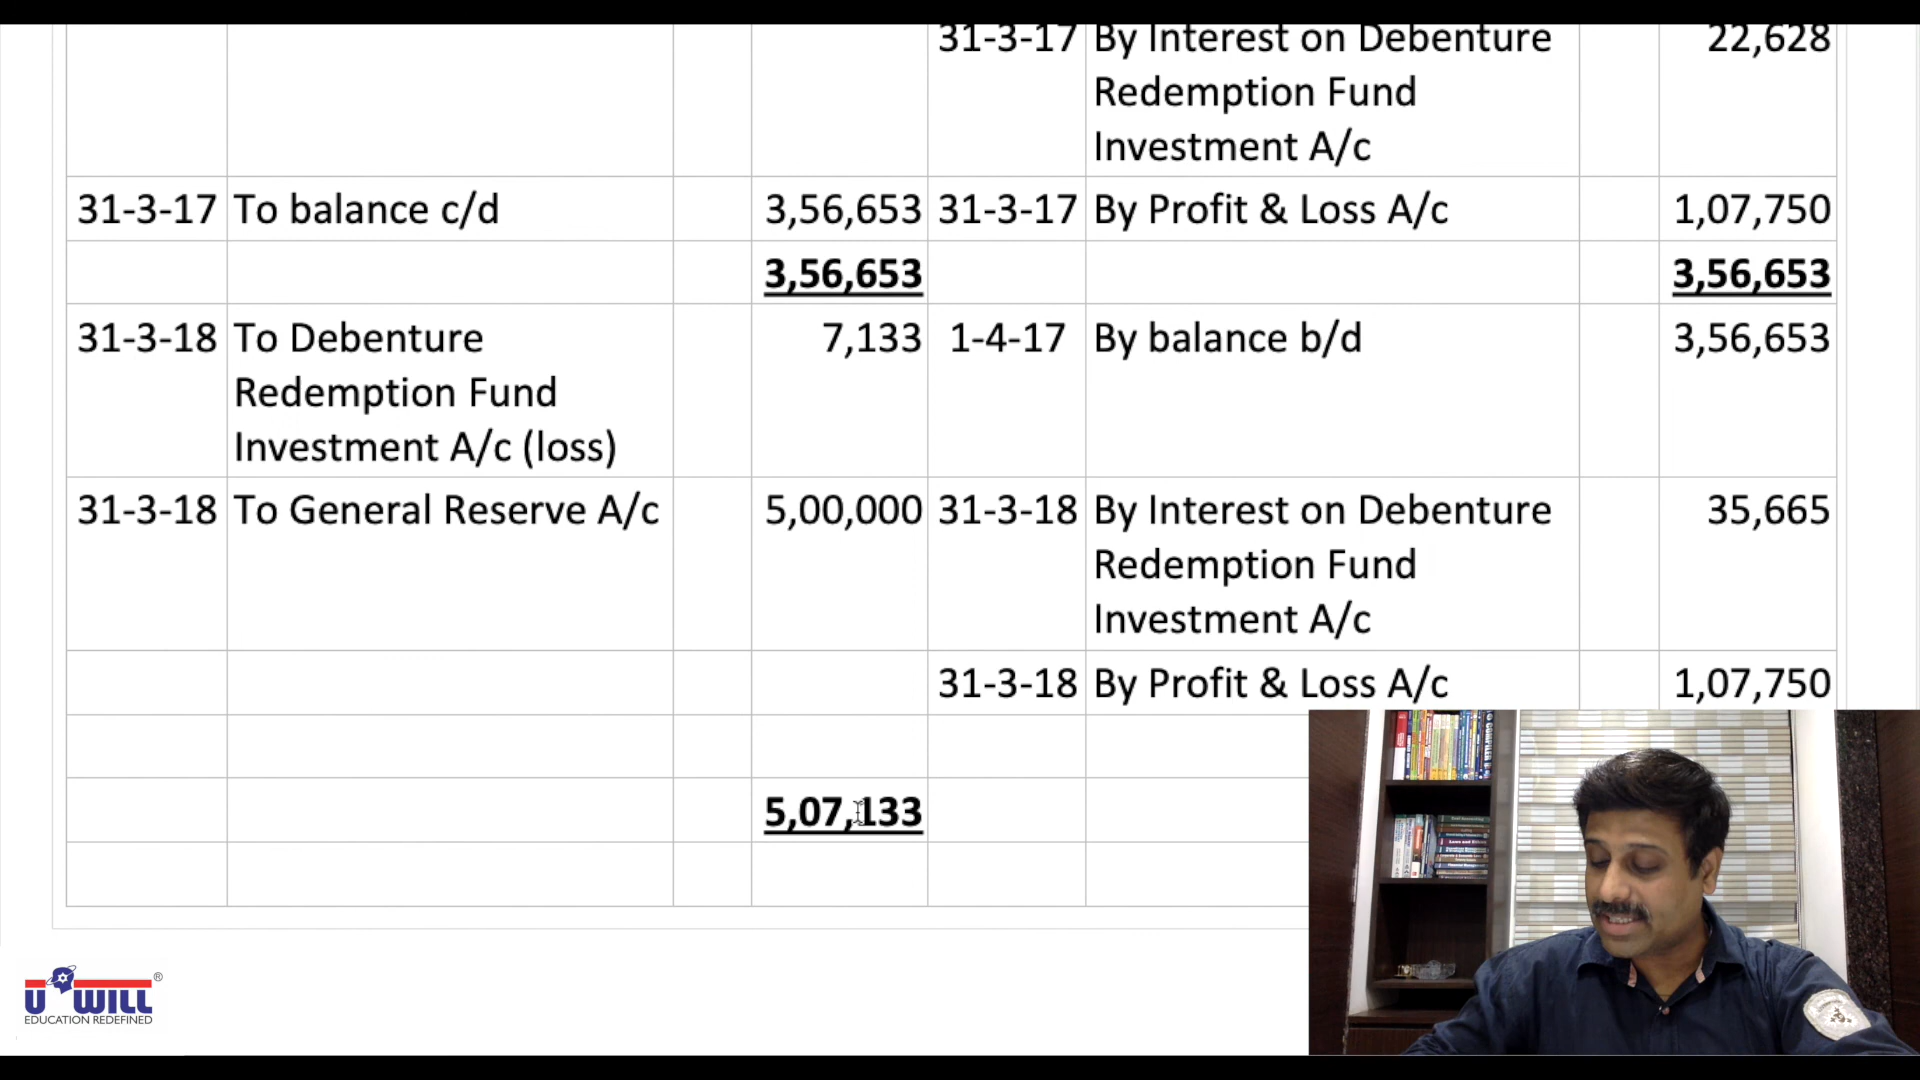 31-3-17 By Interest on Debenture 22,628
Redemption Fund
Investment A/c
31-3-17 To balance c/d 3,56,653 31-3-17 By Profit & Loss A/c 1,07,750
3,56,653 3,56,653
31-3-18 To Debenture 7,133 1-4-17 By balance b/d 3,56,653
Redemption Fund
Investment A/c (loss)
31-3-18 To General Reserve A/c 5,00,000 31-3-18 By Interest on Debenture 35,665
Redemption Fund
Investment A/c
31-3-18 By Profit & Loss A/c 1,07,750
5,07,133
U WILL ®
EDUCATION REDEFINED